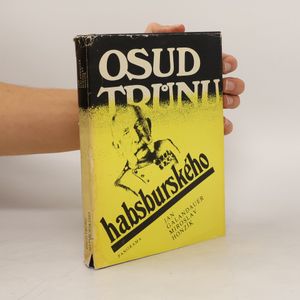 OSUD
TRŮNU
habsburského
JAN
GALANDAUER
MIROSLAV
HONZÍK
PANORAMA